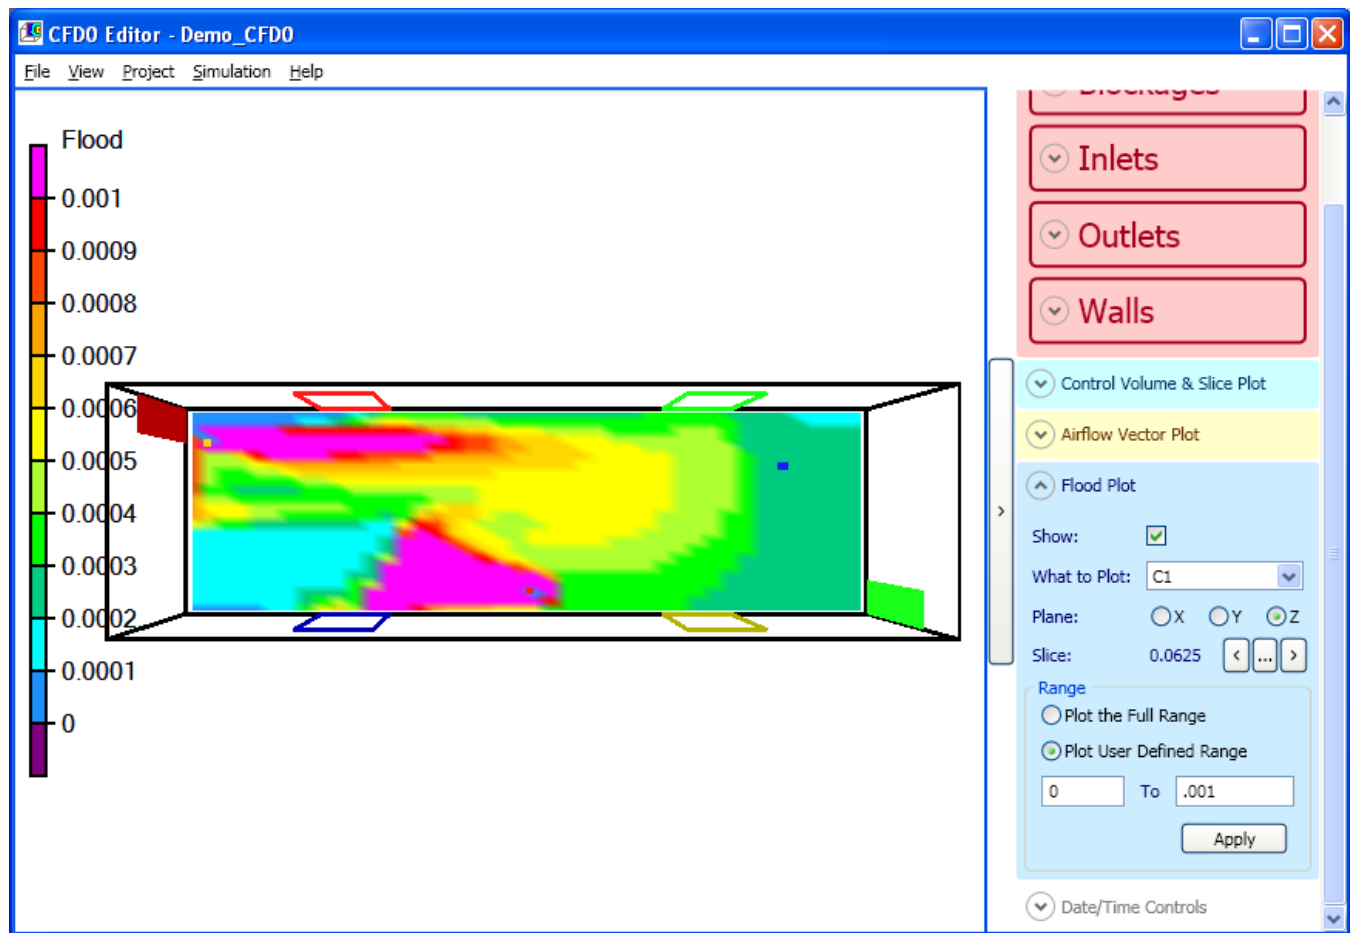 CFD0 Editor - Demo_CFD0
File View Project Simulation Help
Flood
0.001
0.0009
0.0008
0.0007
0.0006
0.0005
0.0004
0.0003
0.0002
0.0001
0
Blockages
Inlets
Outlets
Walls
Control Volume & Slice Plot
Airflow Vector Plot
Flood Plot
Show:
What to Plot: C1
Plane: X Y Z
Slice: 0.0625 < ... >
Range
Plot the Full Range
Plot User Defined Range
0 To .001
Apply
Date/Time Controls